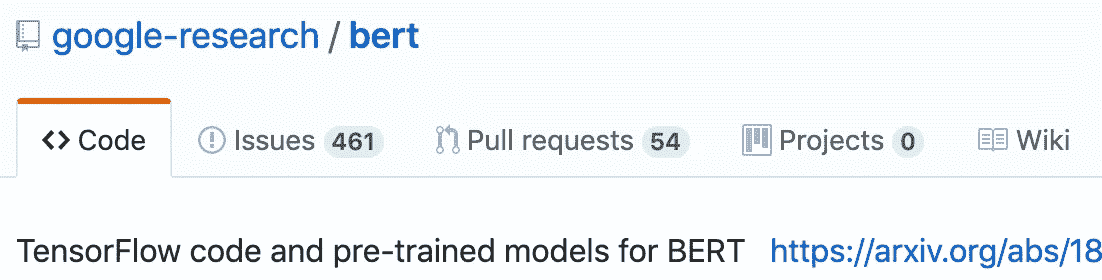 google-research / bert
<> Code Issues 461 Pull requests 54 Projects 0 Wiki
TensorFlow code and pre-trained models for BERT https://arxiv.org/abs/18